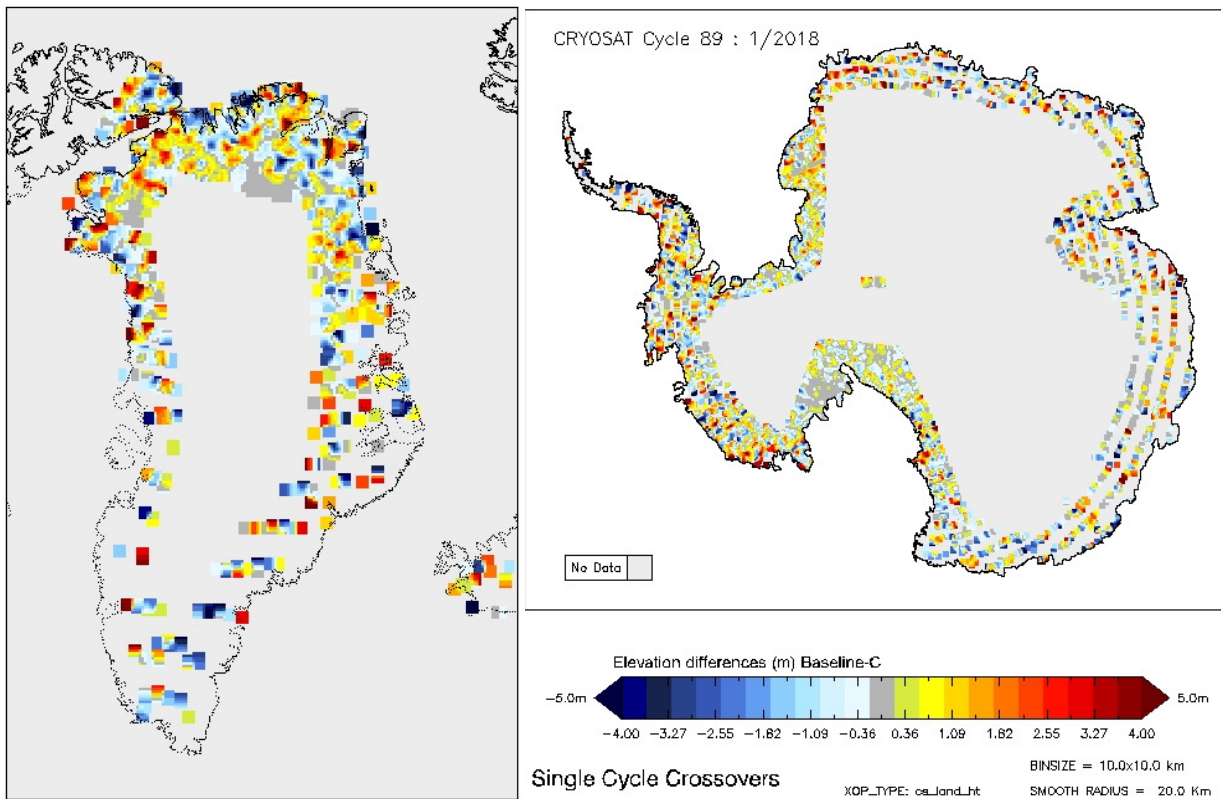 CRYOSAT Cycle 89 : 1/2018
No Data
Elevation differences (m) Baseline-C
-5.0m
5.0m
-4.00 -3.27 -2.55 -1.82 -1.09 -0.36 0.36 1.09 1.82 2.55 3.27 4.00
BINSIZE = 10.0x10.0 km
Single Cycle Crossovers
XOP_TYPE: cs_land_ht
SMOOTH RADIUS = 20.0 Km